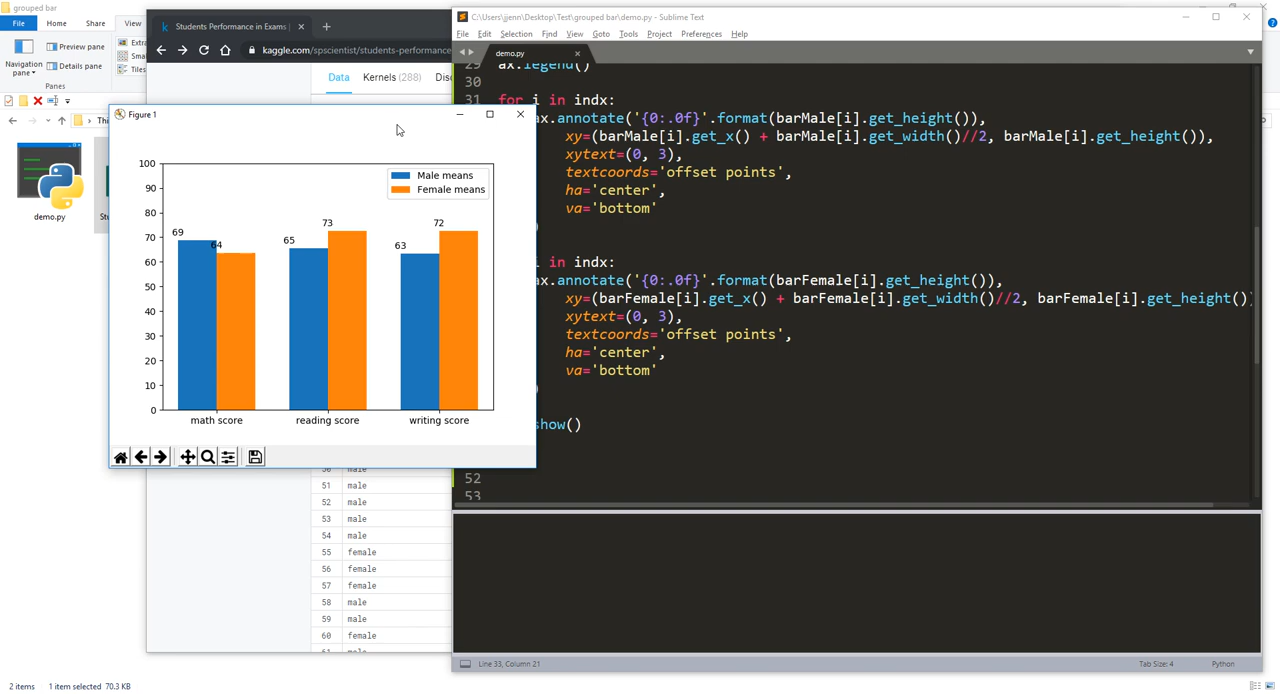 grouped bar
File Home Share View
Navigation pane
Preview pane
Details pane
Panes
demo.py
Students Performance in Exams |
kaggle.com/spscientist/students-performance
Data Kernels (288)
Figure 1
100
90
80
70
60
50
40
30
20
10
0
69 64 65 73 63 72
Male means
Female means
math score reading score writing score
51 male
52 male
53 male
54 male
55 female
56 female
57 female
58 male
59 male
60 female
C:\Users\jjenn\Desktop\Test\grouped bar\demo.py - Sublime Text
File Edit Selection Find View Goto Tools Project Preferences Help
demo.py
29 ax.legend()
30
31 for i in indx:
ax.annotate('{0:.0f}'.format(barMale[i].get_height()),
xy=(barMale[i].get_x() + barMale[i].get_width()//2, barMale[i].get_height()),
xytext=(0, 3),
textcoords='offset points',
ha='center',
va='bottom'
)
i in indx:
ax.annotate('{0:.0f}'.format(barFemale[i].get_height()),
xy=(barFemale[i].get_x() + barFemale[i].get_width()//2, barFemale[i].get_height()
xytext=(0, 3),
textcoords='offset points',
ha='center',
va='bottom'
)
show()
52
53
Line 33, Column 21
Tab Size: 4 Python
2 items 1 item selected 70.3 KB